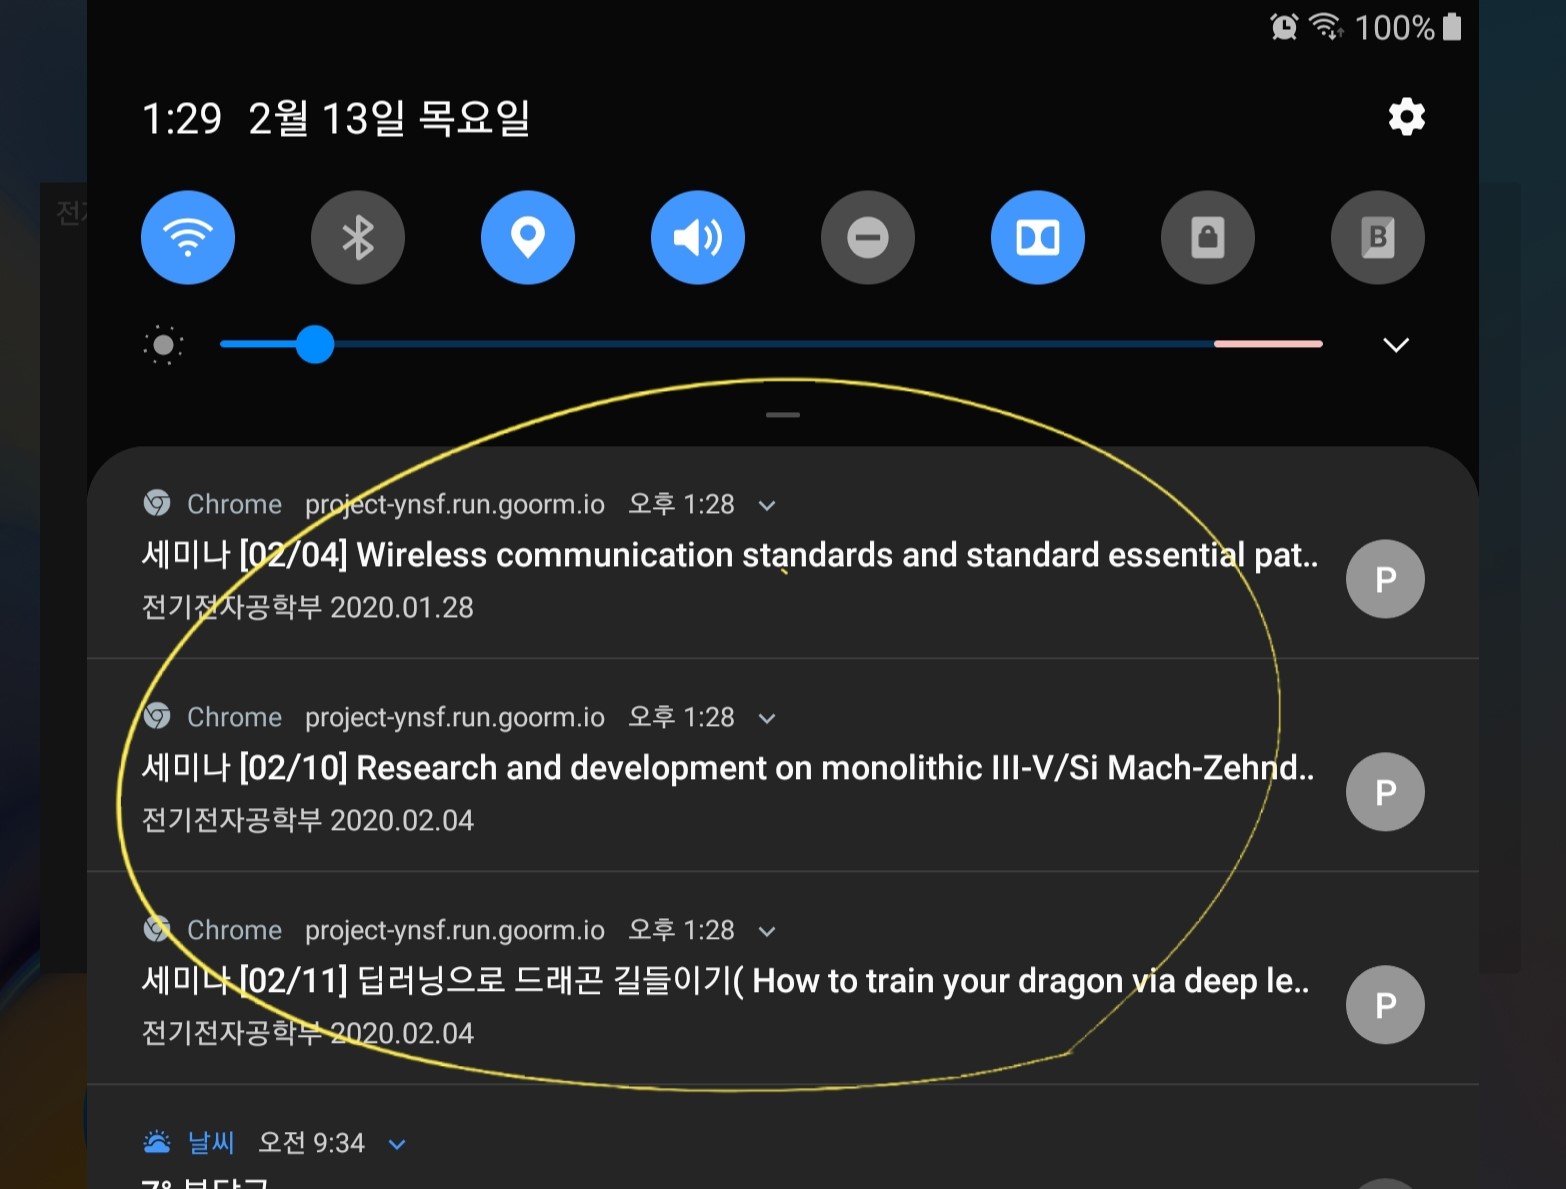 100%
1:29 2월 13일 목요일
B
Chrome project-ynsf.run.goorm.io 오후 1:28
세미나 [02/04] Wireless communication standards and standard essential pat..
전기전자공학부 2020.01.28
P
Chrome project-ynsf.run.goorm.io 오후 1:28
세미나 [02/10] Research and development on monolithic III-V/Si Mach-Zehnd..
전기전자공학부 2020.02.04
P
Chrome project-ynsf.run.goorm.io 오후 1:28
세미나 [02/11] 딥러닝으로 드래곤 길들이기( How to train your dragon via deep le..
전기전자공학부 2020.02.04
P
날씨 오전 9:34